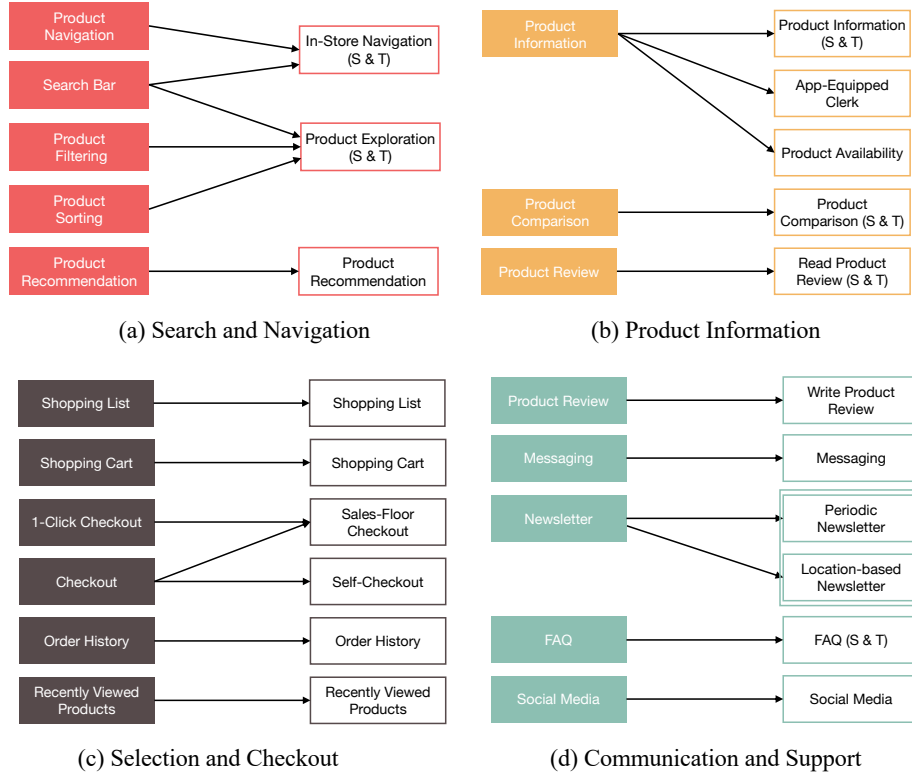 Product
Navigation
In-Store Navigation
(S & T)
Search Bar
Product
Filtering
Product Exploration
(S & T)
Product
Sorting
Product
Recommendation
Product
Recommendation
(a) Search and Navigation
Product
Information
Product Information
(S & T)
App-Equipped
Clerk
Product Availability
Product
Comparison
Product
Comparison (S & T)
Product Review
Read Product
Review (S & T)
(b) Product Information
Shopping List
Shopping List
Shopping Cart
Shopping Cart
1-Click Checkout
Sales-Floor
Checkout
Checkout
Self-Checkout
Order History
Order History
Recently Viewed
Products
Recently Viewed
Products
(c) Selection and Checkout
Product Review
Write Product
Review
Messaging
Messaging
Newsletter
Periodic
Newsletter
Location-based
Newsletter
FAQ
FAQ (S & T)
Social Media
Social Media
(d) Communication and Support